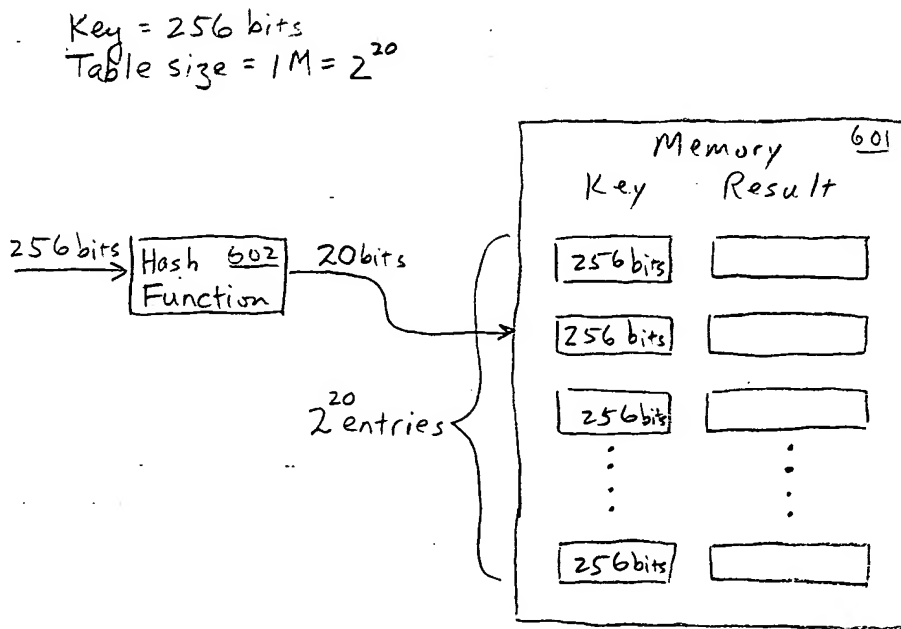 Key = 256 bits
Table size = 1M = 2^20
Memory 601
Key Result
256 bits
Hash 602
Function
20 bits
256 bits
256 bits
256 bits
2^20 entries
256 bits